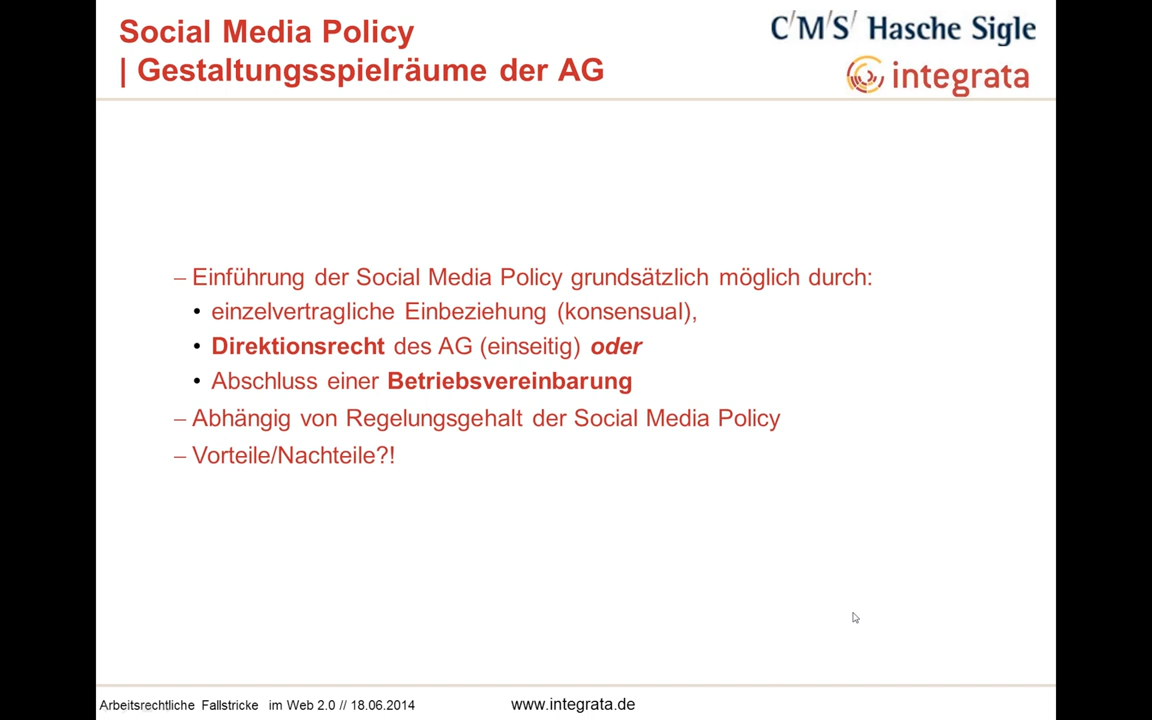 Social Media Policy
| Gestaltungsspielräume der AG
C/M/S/ Hasche Sigle
integrata
– Einführung der Social Media Policy grundsätzlich möglich durch:
• einzelvertragliche Einbeziehung (konsensual),
• Direktionsrecht des AG (einseitig) oder
• Abschluss einer Betriebsvereinbarung
– Abhängig von Regelungsgehalt der Social Media Policy
– Vorteile/Nachteile?!
Arbeitsrechtliche Fallstricke im Web 2.0 // 18.06.2014
www.integrata.de